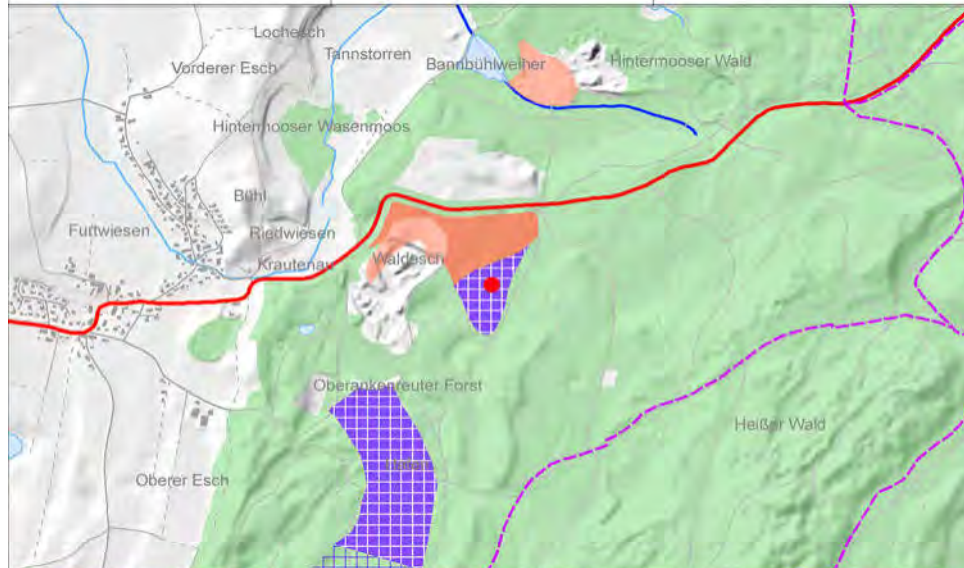 Lochesch
Tannstorren
Vorderer Esch
Bannbühlweiher
Hintermooser Wald
Hintermooser Wasenmoos
Bühl
Futtwiesen
Riedwiesen
Krautenau
Waldesch
Oberankenreuter Forst
Heißer Wald
Oberer Esch